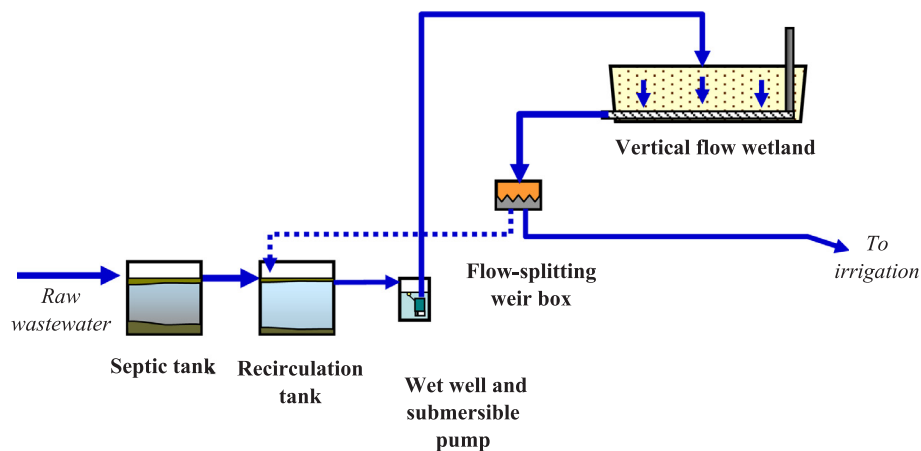 Vertical flow wetland
Flow-splitting
weir box
To
irrigation
Raw
wastewater
Septic tank
Recirculation
tank
Wet well and
submersible
pump